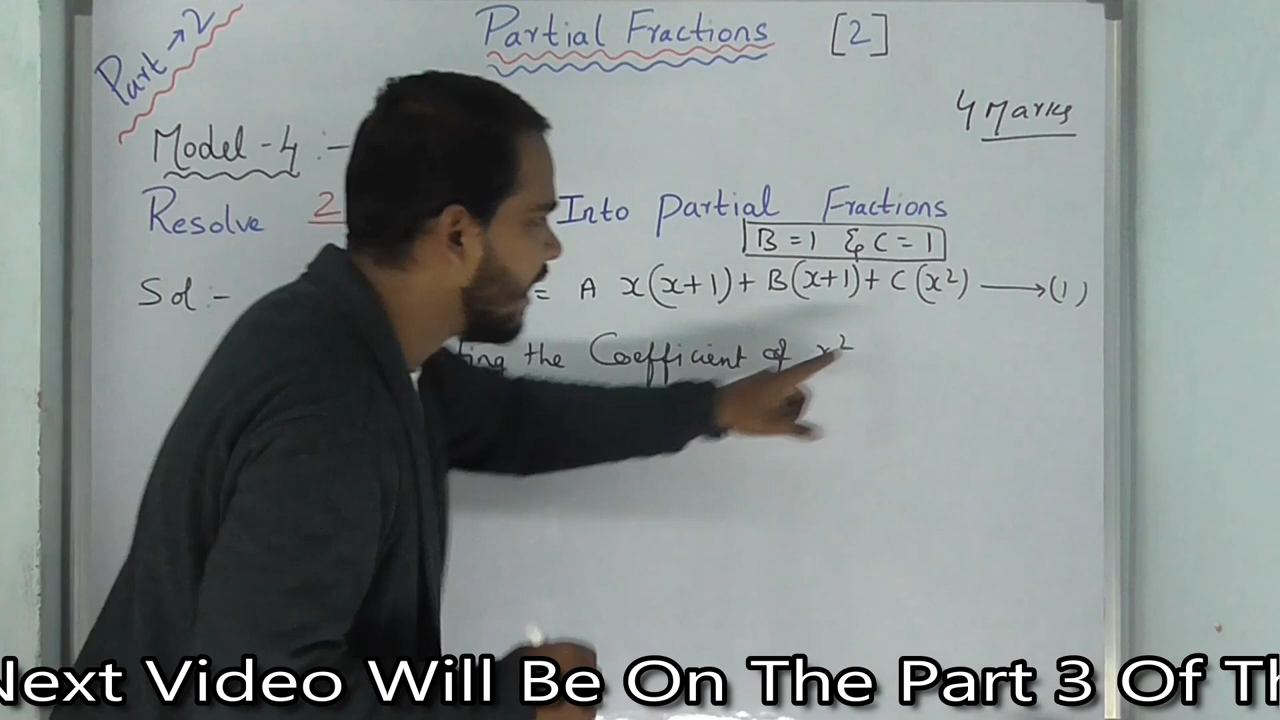 Part → 2
Partial Fractions [2]
4 Marks
Model - 4 :-
Resolve 2 Into Partial Fractions
B = 1 & C = 1
Sol :- = A x(x+1) + B(x+1) + C(x²) ⟶ (1)
the Coefficient of x²
Next Video Will Be On The Part 3 Of